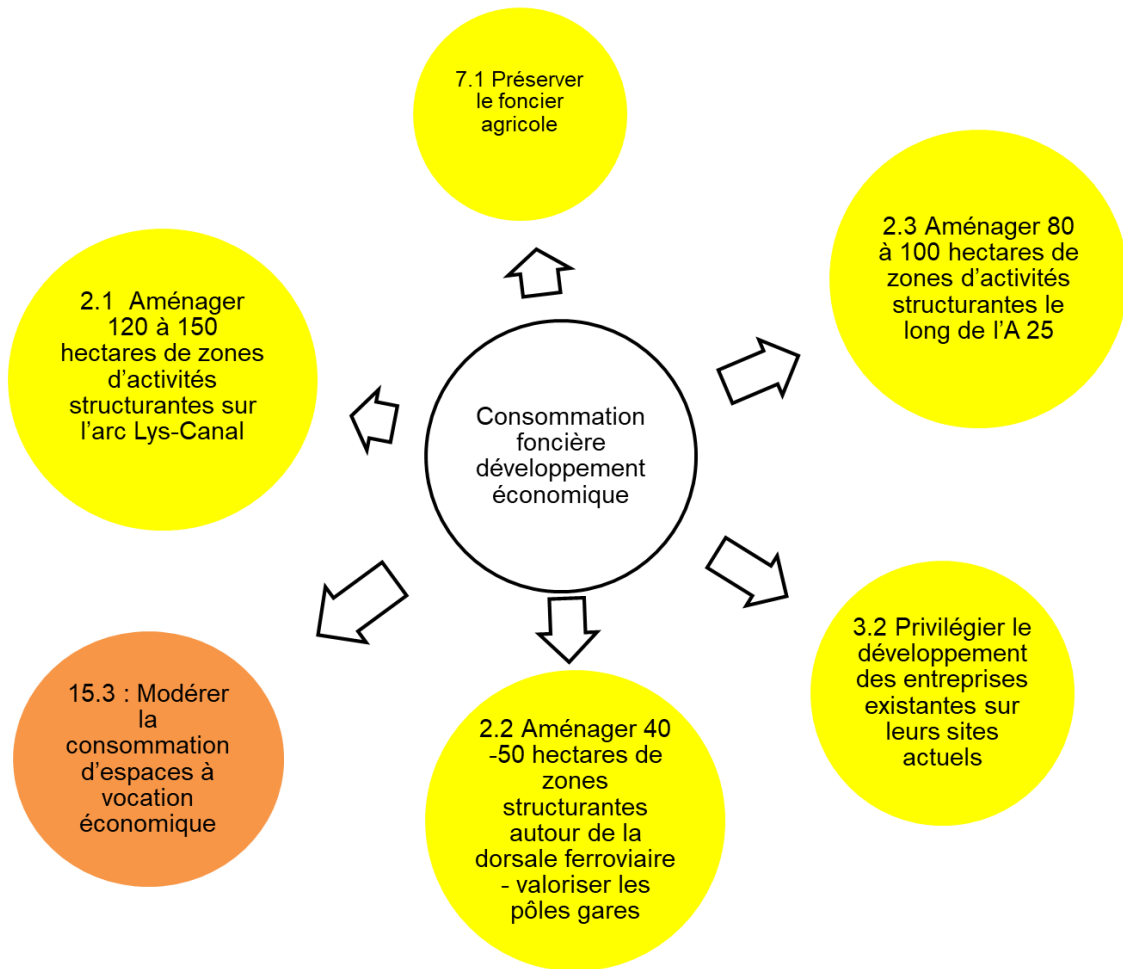 7.1 Préserver
le foncier
agricole
2.3 Aménager 80
à 100 hectares de
zones d’activités
structurantes le
long de l’A 25
2.1  Aménager
120 à 150
hectares de zones
d’activités
structurantes sur
l’arc Lys-Canal
Consommation
foncière
développement
économique
3.2 Privilégier le
développement
des entreprises
existantes sur
leurs sites
actuels
15.3 : Modérer
la
consommation
d’espaces à
vocation
économique
2.2 Aménager 40
-50 hectares de
zones
structurantes
autour de la
dorsale ferroviaire
- valoriser les
pôles gares